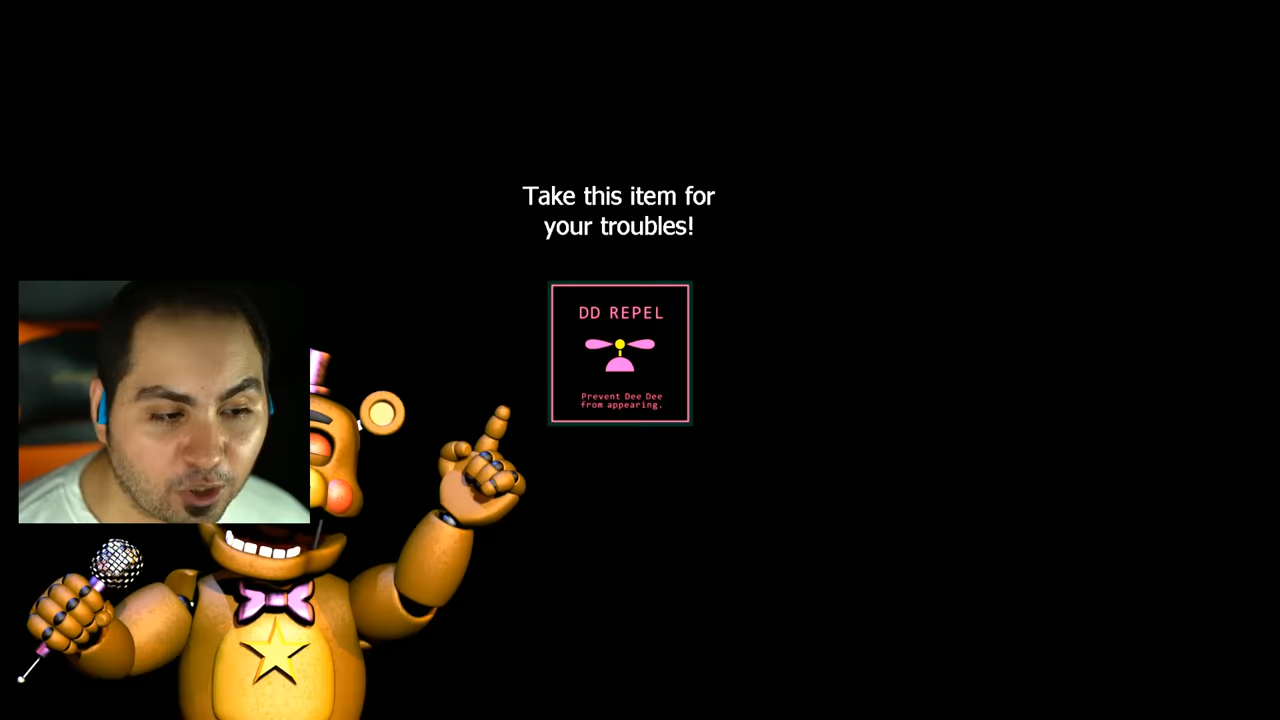 Take this item for
your troubles!
DD REPEL
Prevent Dee Dee
from appearing.